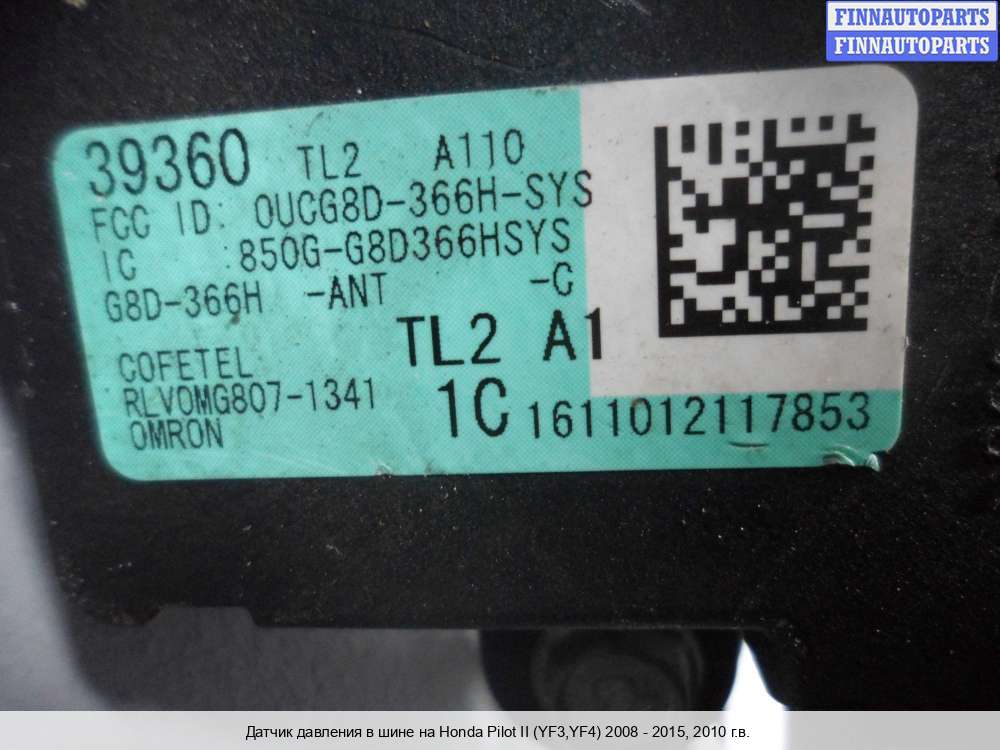 FINNAUTOPARTS
FINNAUTOPARTS
39360 TL2 A110
FCC ID: OUCG8D-366H-SYS
IC 850G-G8D366HSYS
G8D-366H -ANT -C
TL2 A1
COFETEL
RLVOMG807-1341
1C 1611012117853
OMRON
Датчик давления в шине на Honda Pilot II (YF3,YF4) 2008 - 2015, 2010 г.в.